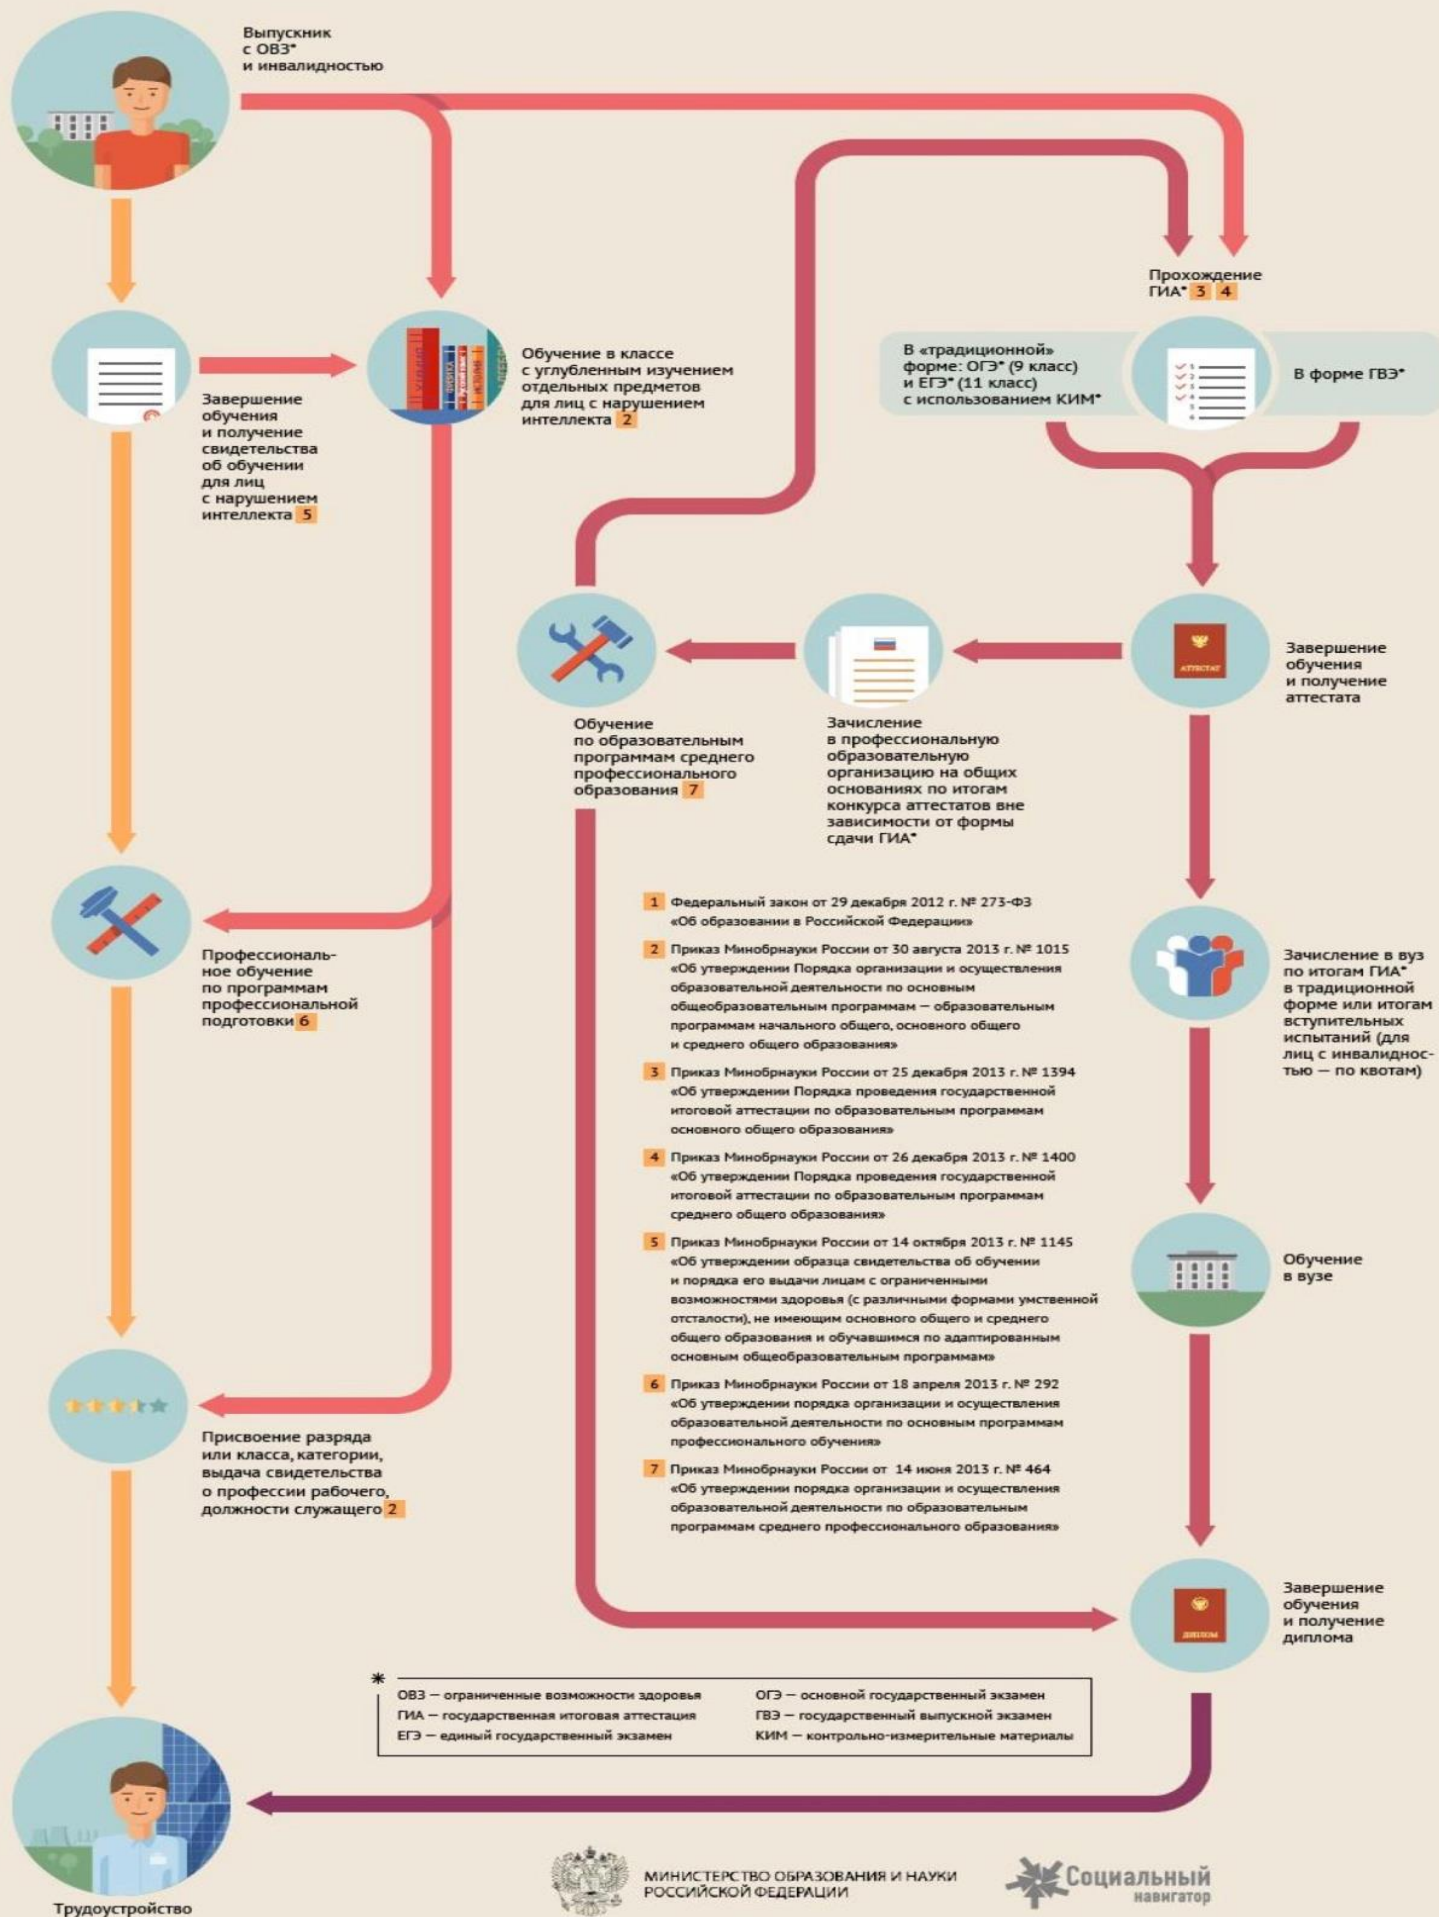 Выпускник
с ОВЗ*
и инвалидностью
Прохождение
ГИА* 3 4
В «традиционной»
форме: ОГЭ* (9 класс)
и ЕГЭ* (11 класс)
с использованием КИМ*
В форме ГВЭ*
Завершение
обучения
и получение
свидетельства
об обучении
для лиц
с нарушением
интеллекта 5
ФИЗИКА
ИСТОРИЯ
Обучение в классе
с углубленным изучением
отдельных предметов
для лиц с нарушением
интеллекта 2
АТТЕСТАТ
Завершение
обучения
и получение
аттестата
Обучение
по образовательным
программам среднего
профессионального
образования 7
Зачисление
в профессиональную
образовательную
организацию на общих
основаниях по итогам
конкурса аттестатов вне
зависимости от формы
сдачи ГИА*
Профессиональ-
ное обучение
по программам
профессиональной
подготовки 6
Зачисление в вуз
по итогам ГИА*
в традиционной
форме или итогам
вступительных
испытаний (для
лиц с инвалиднос-
тью — по квотам)
1 Федеральный закон от 29 декабря 2012 г. № 273-ФЗ
«Об образовании в Российской Федерации»
2 Приказ Минобрнауки России от 30 августа 2013 г. № 1015
«Об утверждении Порядка организации и осуществления
образовательной деятельности по основным
общеобразовательным программам — образовательным
программам начального общего, основного общего
и среднего общего образования»
3 Приказ Минобрнауки России от 25 декабря 2013 г. № 1394
«Об утверждении Порядка проведения государственной
итоговой аттестации по образовательным программам
основного общего образования»
4 Приказ Минобрнауки России от 26 декабря 2013 г. № 1400
«Об утверждении Порядка проведения государственной
итоговой аттестации по образовательным программам
среднего общего образования»
5 Приказ Минобрнауки России от 14 октября 2013 г. № 1145
«Об утверждении образца свидетельства об обучении
и порядка его выдачи лицам с ограниченными
возможностями здоровья (с различными формами умственной
отсталости), не имеющим основного общего и среднего
общего образования и обучавшимся по адаптированным
основным общеобразовательным программам»
6 Приказ Минобрнауки России от 18 апреля 2013 г. № 292
«Об утверждении порядка организации и осуществления
образовательной деятельности по основным программам
профессионального обучения»
7 Приказ Минобрнауки России от 14 июня 2013 г. № 464
«Об утверждении порядка организации и осуществления
образовательной деятельности по образовательным
программам среднего профессионального образования»
Обучение
в вузе
Присвоение разряда
или класса, категории,
выдача свидетельства
о профессии рабочего,
должности служащего 2
ДИПЛОМ
Завершение
обучения
и получение
диплома
*
ОВЗ — ограниченные возможности здоровья
ГИА — государственная итоговая аттестация
ЕГЭ — единый государственный экзамен
ОГЭ — основной государственный экзамен
ГВЭ — государственный выпускной экзамен
КИМ — контрольно-измерительные материалы
Трудоустройство
МИНИСТЕРСТВО ОБРАЗОВАНИЯ И НАУКИ
РОССИЙСКОЙ ФЕДЕРАЦИИ
Социальный
навигатор